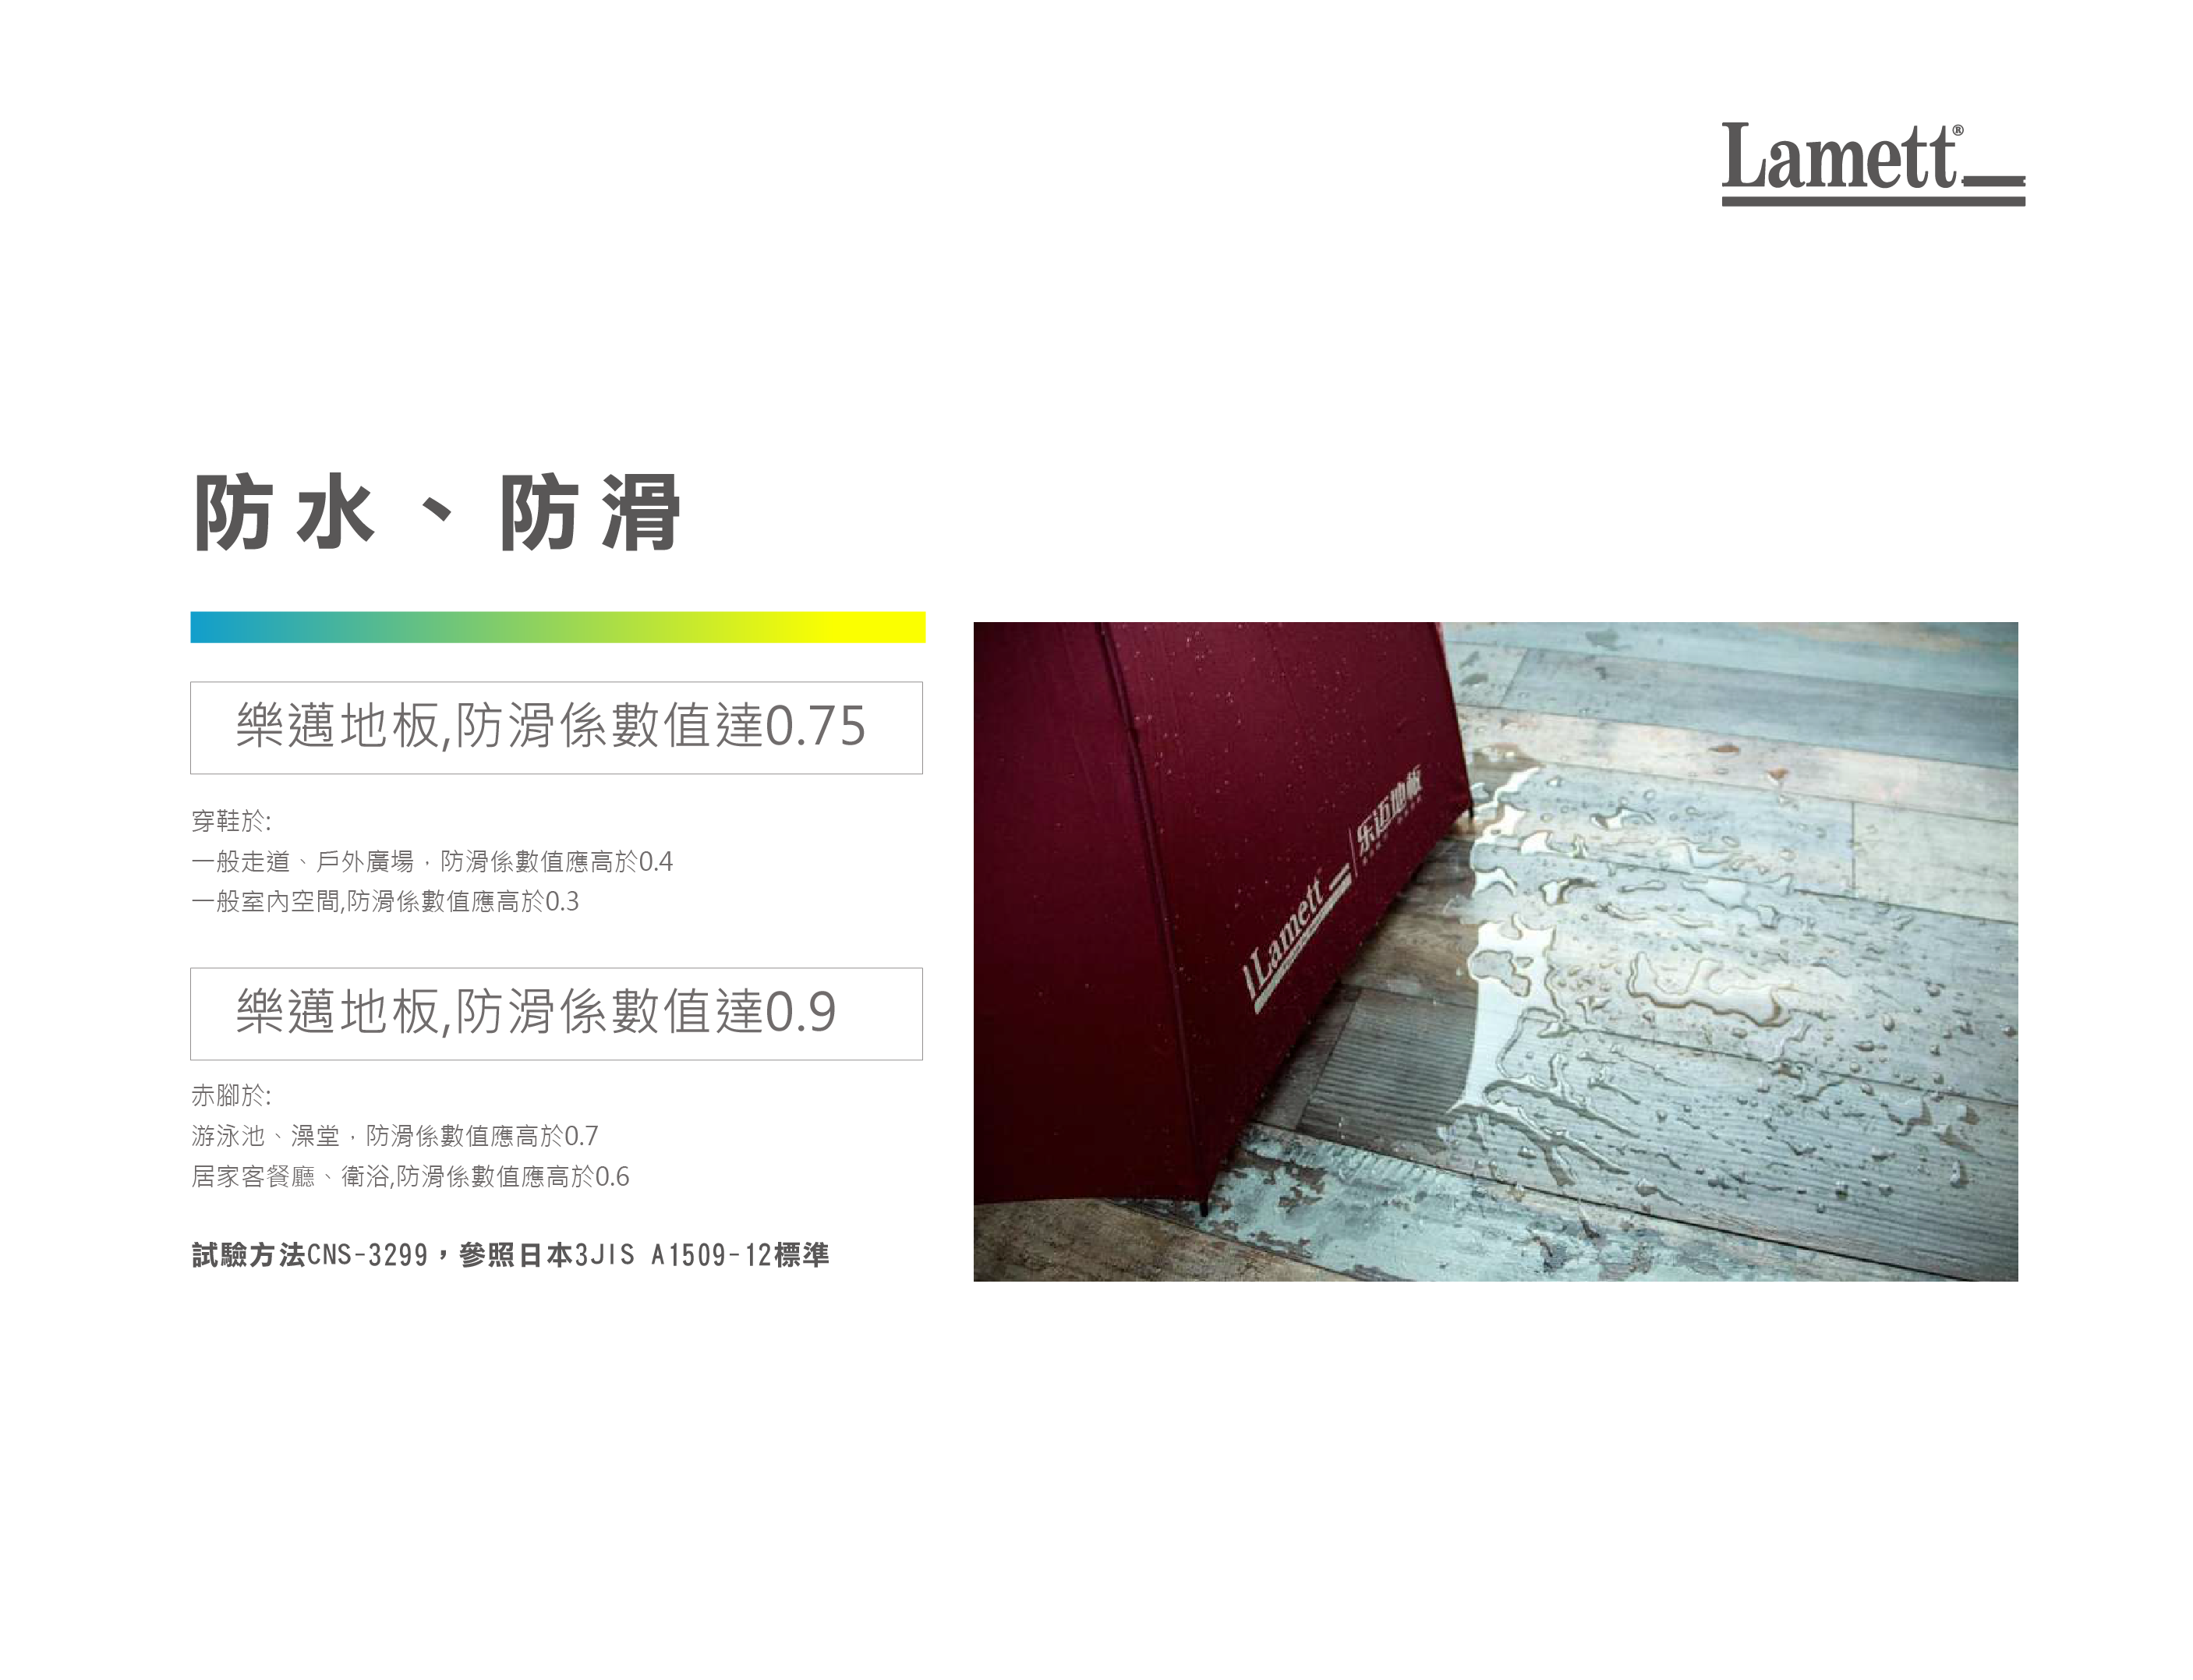 Lamett®
防水、防滑
樂邁地板,防滑係數值達0.75
穿鞋於:
一般走道、戶外廣場，防滑係數值應高於0.4
一般室內空間,防滑係數值應高於0.3
樂邁地板,防滑係數值達0.9
赤腳於:
游泳池、澡堂，防滑係數值應高於0.7
居家客餐廳、衛浴,防滑係數值應高於0.6
試驗方法CNS-3299，參照日本3JIS A1509-12標準
Lamett 乐迈地板